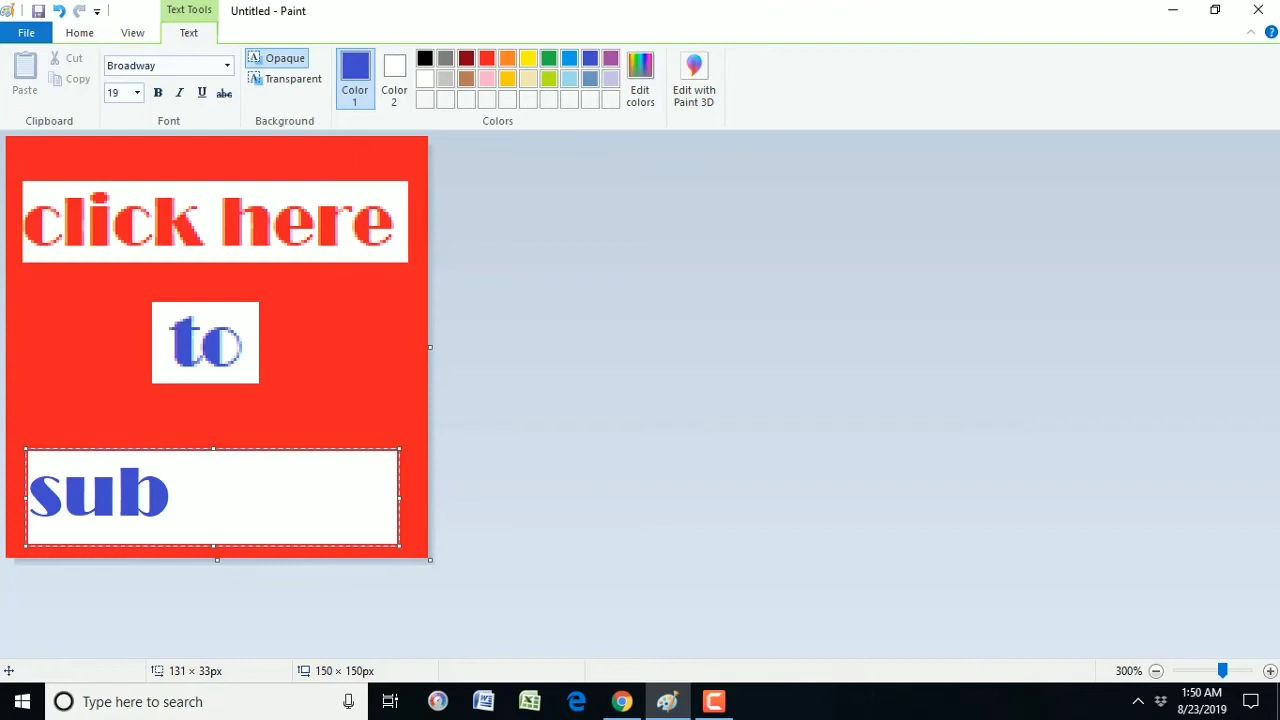 Text Tools
Untitled - Paint
File
Home
View
Text
Paste
Cut
Copy
Clipboard
Broadway
19
B I U abc
Font
Opaque
Transparent
Background
Color 1
Color 2
Edit colors
Colors
Edit with Paint 3D
click here
to
sub
131 × 33px
150 × 150px
300%
Type here to search
1:50 AM
8/23/2019